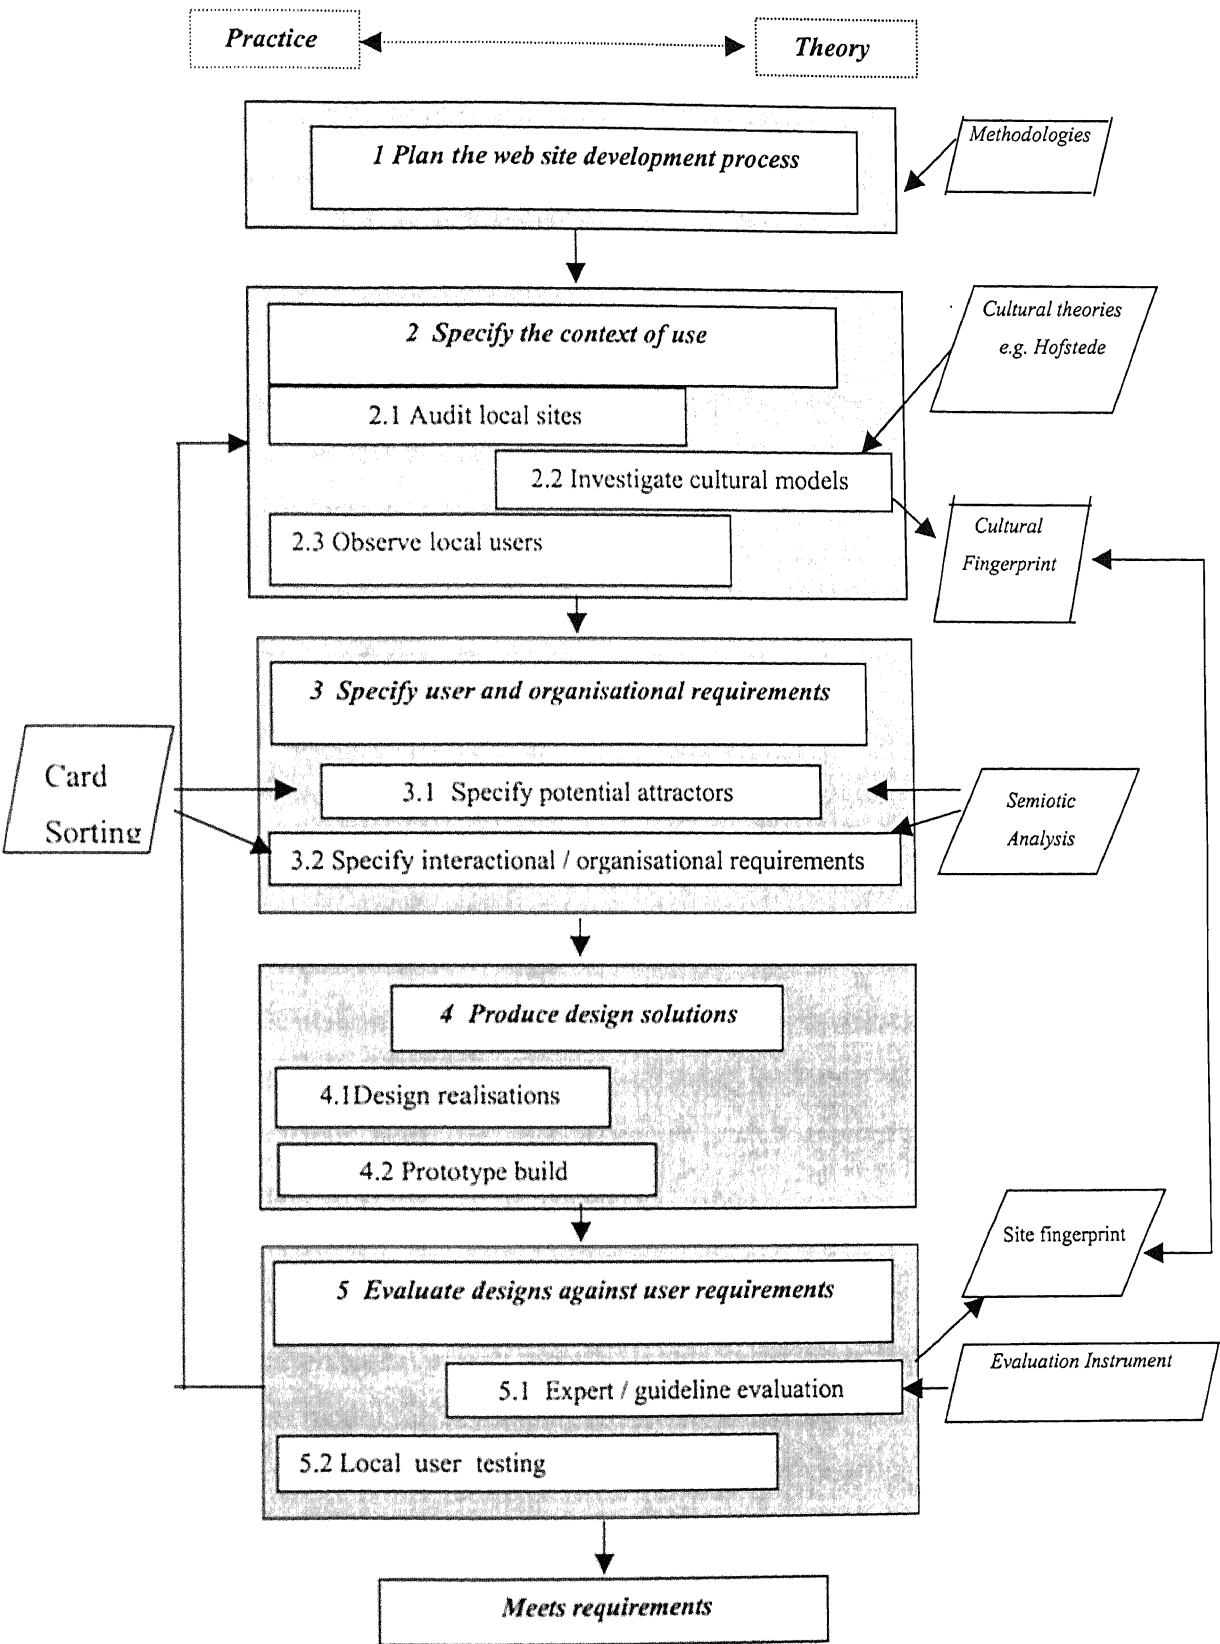 Practice
Theory
1 Plan the web site development process
Methodologies
2 Specify the context of use
Cultural theories
e.g. Hofstede
2.1 Audit local sites
2.2 Investigate cultural models
2.3 Observe local users
Cultural
Fingerprint
3 Specify user and organisational requirements
Card
Sorting
3.1 Specify potential attractors
Semiotic
Analysis
3.2 Specify interactional / organisational requirements
4 Produce design solutions
4.1Design realisations
4.2 Prototype build
Site fingerprint
5 Evaluate designs against user requirements
Evaluation Instrument
5.1 Expert / guideline evaluation
5.2 Local user testing
Meets requirements